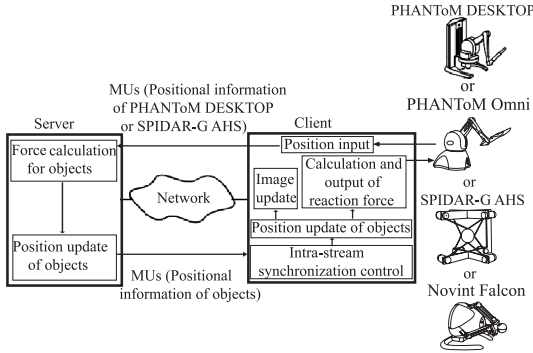 PHANToM DESKTOP
or
PHANToM Omni
or
SPIDAR-G AHS
or
Novint Falcon
MUs (Positional information
of PHANToM DESKTOP
or SPIDAR-G AHS)
Server
Force calculation
for objects
Position update
of objects
Network
Client
Position input
Image
update
Calculation and
output of
reaction force
Position update of objects
Intra-stream
synchronization control
MUs (Positional
information of objects)